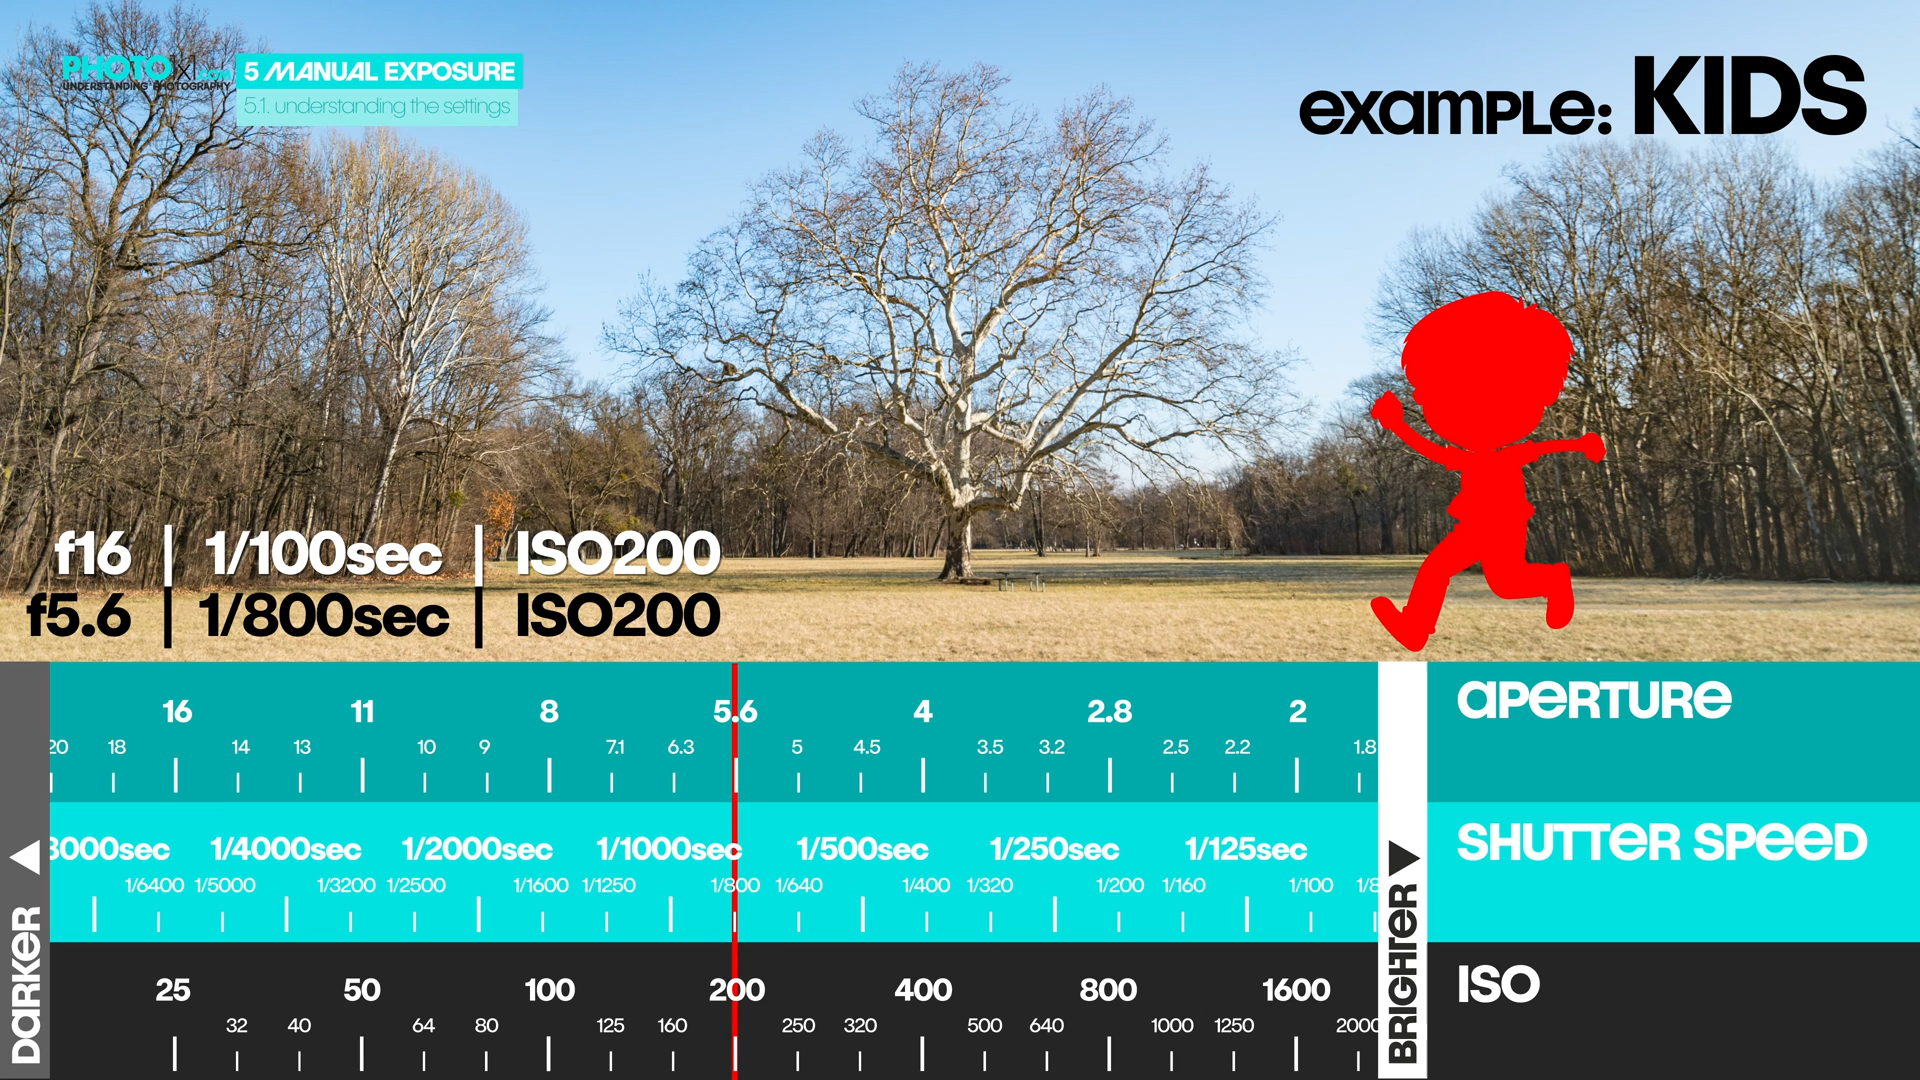 PHOTOxl.com
UNDERSTANDING PHOTOGRAPHY
5 MANUAL EXPOSURE
5.1. understanding the settings
example: KIDS
f16 | 1/100sec | ISO200
f5.6 | 1/800sec | ISO200
APERTURE
16 11 8 5.6 4 2.8 2
20 18 14 13 10 9 7.1 6.3 5 4.5 3.5 3.2 2.5 2.2 1.8
SHUTTER SPEED
8000sec 1/4000sec 1/2000sec 1/1000sec 1/500sec 1/250sec 1/125sec
1/6400 1/5000 1/3200 1/2500 1/1600 1/1250 1/800 1/640 1/400 1/320 1/200 1/160 1/100 1/8
ISO
25 50 100 200 400 800 1600
32 40 64 80 125 160 250 320 500 640 1000 1250 2000
DARKER
BRIGHTER